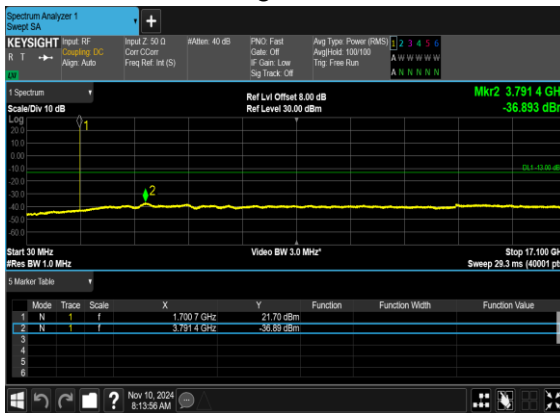 Spectrum Analyzer 1
Swept SA
KEYSIGHT Input: RF Input Z: 50 Ω #Atten: 40 dB PNO: Fast Avg Type: Power (RMS) 1 2 3 4 5 6
R T Coupling: DC Corr CCorr Gate: Off Avg|Hold: 100/100 A W W W W W
Align: Auto Freq Ref: Int (S) IF Gain: Low Trig: Free Run
Sig Track: Off A N N N N N
1 Spectrum Ref Lvl Offset 8.00 dB Mkr2 3.791 4 GH
Scale/Div 10 dB Ref Level 30.00 dBm -36.893 dBm
Log
20.0 1
10.0
0.00
-10.0 DL1 -13.00 dB
-20.0
-30.0 2
-40.0
-50.0
-60.0
Start 30 MHz Video BW 3.0 MHz* Stop 17.100 GH
#Res BW 1.0 MHz Sweep 29.3 ms (40001 pt
5 Marker Table
Mode Trace Scale X Y Function Function Width Function Value
1 N 1 f 1.700 7 GHz 21.70 dBm
2 N 1 f 3.791 4 GHz -36.89 dBm
3
4
5
6
? Nov 10, 2024
8:13:56 AM